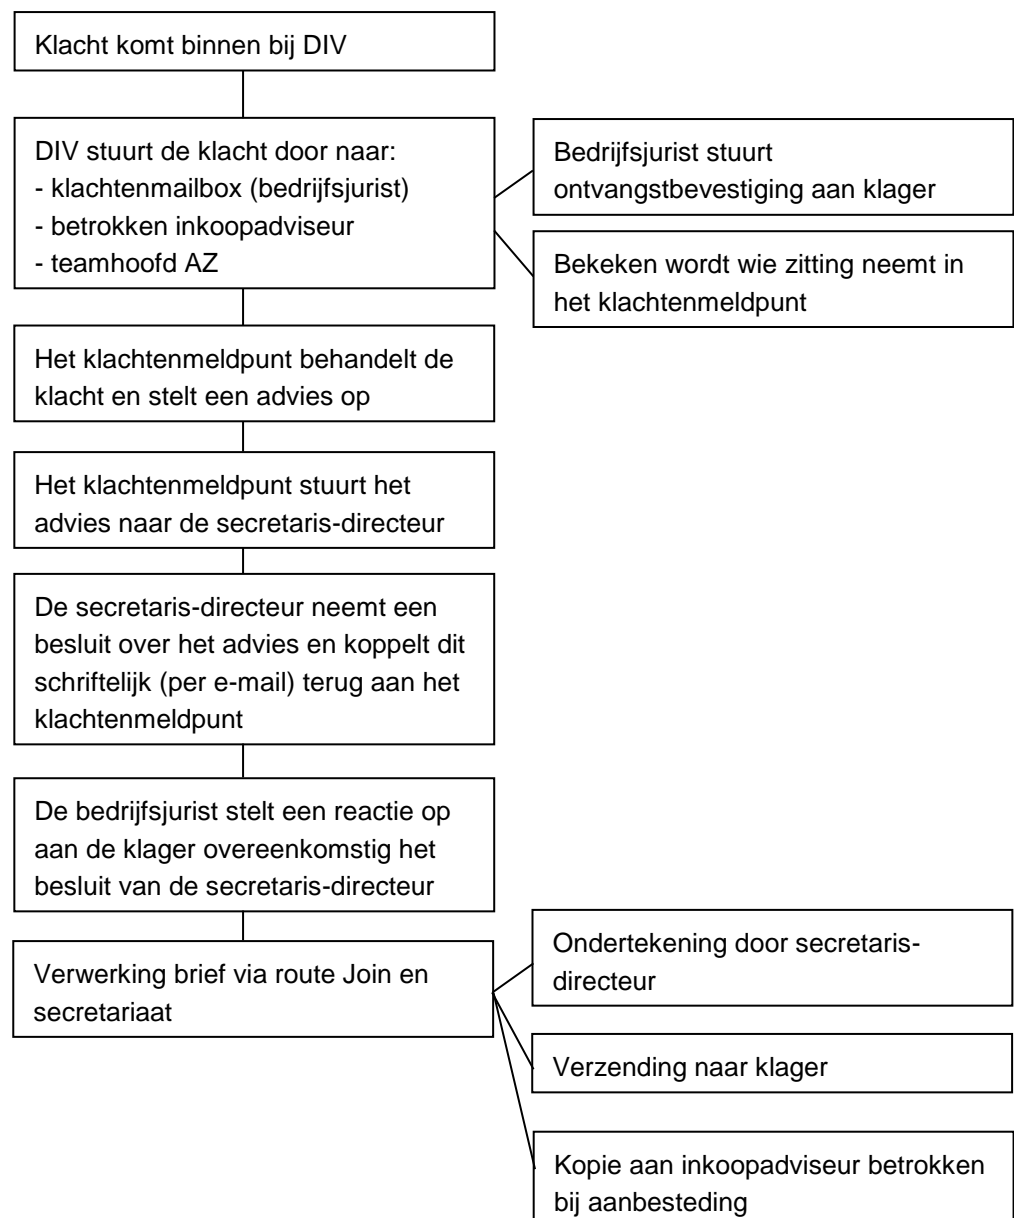 Klacht komt binnen bij DIV
DIV stuurt de klacht door naar:
- klachtenmailbox (bedrijfsjurist)
- betrokken inkoopadviseur
- teamhoofd AZ
Bedrijfsjurist stuurt
ontvangstbevestiging aan klager
Bekeken wordt wie zitting neemt in
het klachtenmeldpunt
Het klachtenmeldpunt behandelt de
klacht en stelt een advies op
Het klachtenmeldpunt stuurt het
advies naar de secretaris-directeur
De secretaris-directeur neemt een
besluit over het advies en koppelt dit
schriftelijk (per e-mail) terug aan het
klachtenmeldpunt
De bedrijfsjurist stelt een reactie op
aan de klager overeenkomstig het
besluit van de secretaris-directeur
Verwerking brief via route Join en
secretariaat
Ondertekening door secretaris-
directeur
Verzending naar klager
Kopie aan inkoopadviseur betrokken
bij aanbesteding